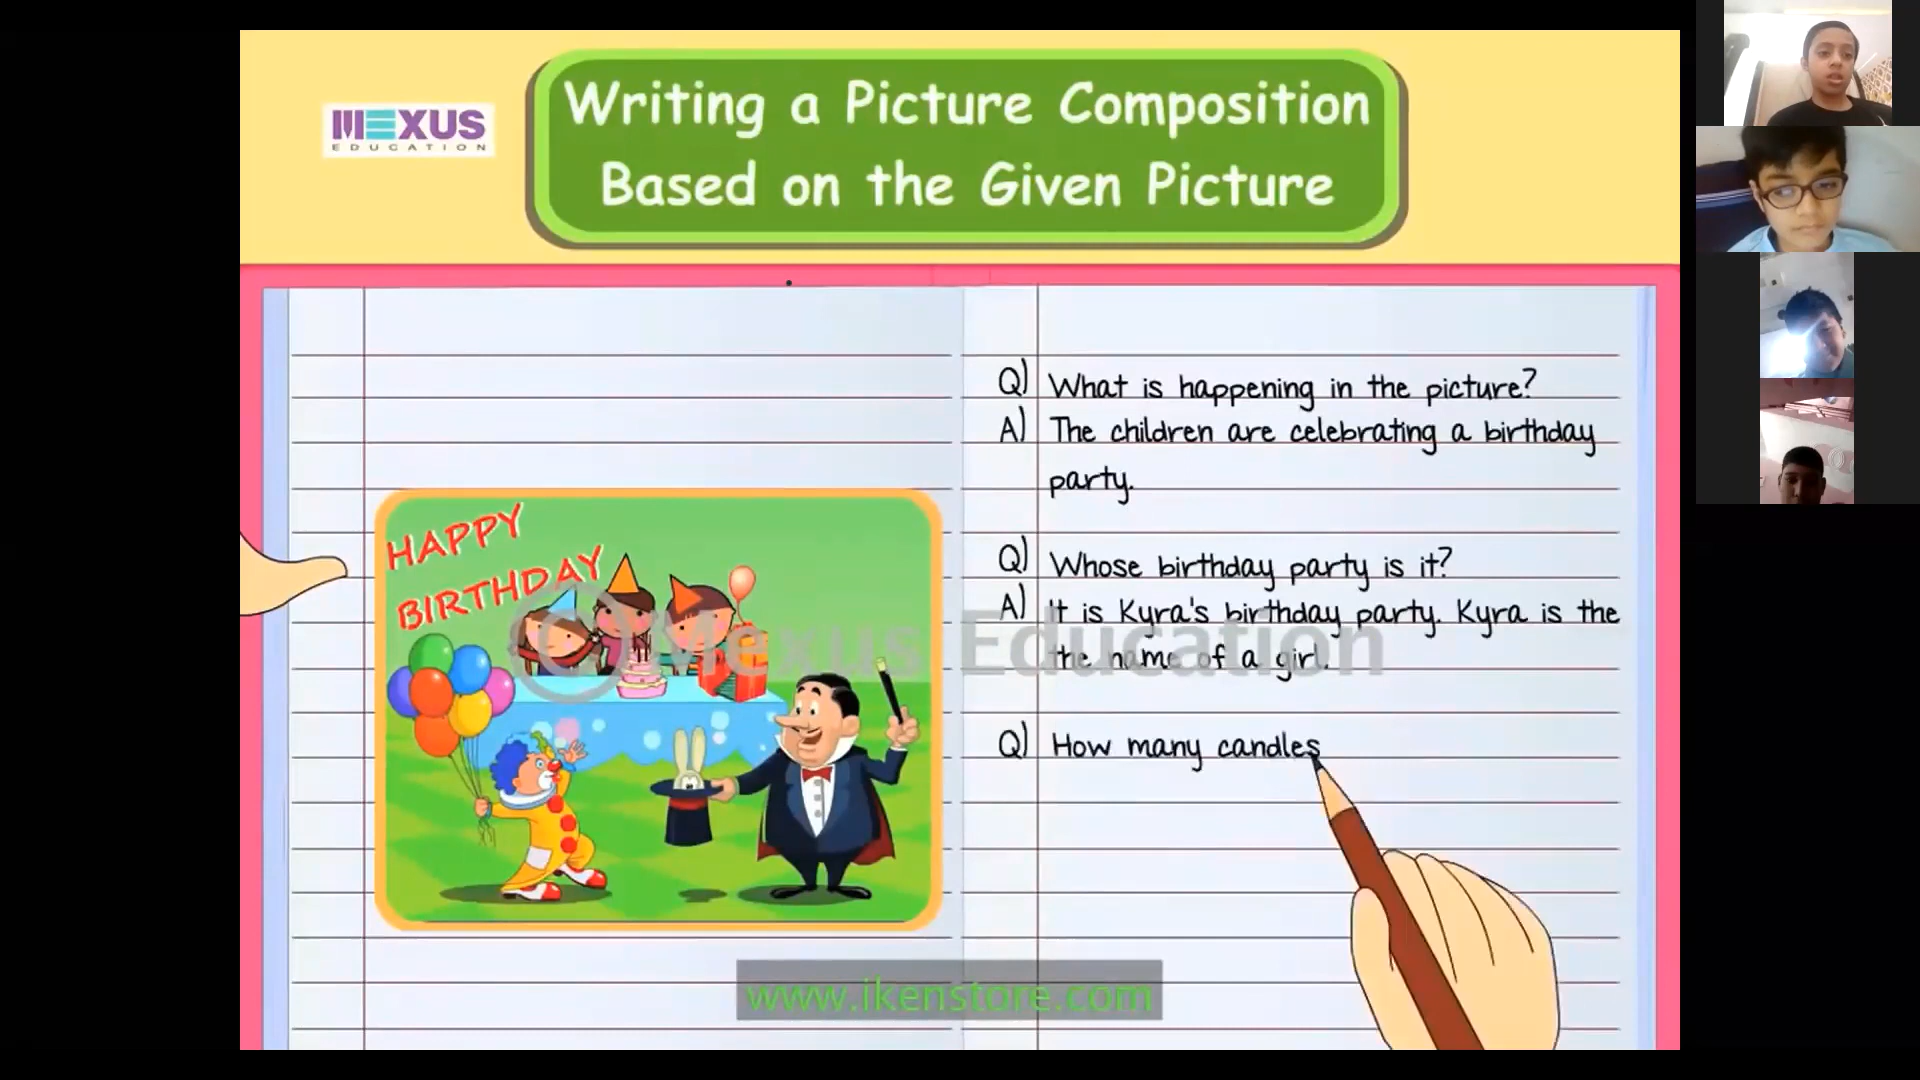 MEXUS
EDUCATION
Writing a Picture Composition
Based on the Given Picture
HAPPY
BIRTHDAY
Q) What is happening in the picture?
A) The children are celebrating a birthday
party.
Q) Whose birthday party is it?
A) It is Kyra's birthday party. Kyra is the
the name of a girl.
Q) How many candles
© Mexus Education
www.ikenstore.com